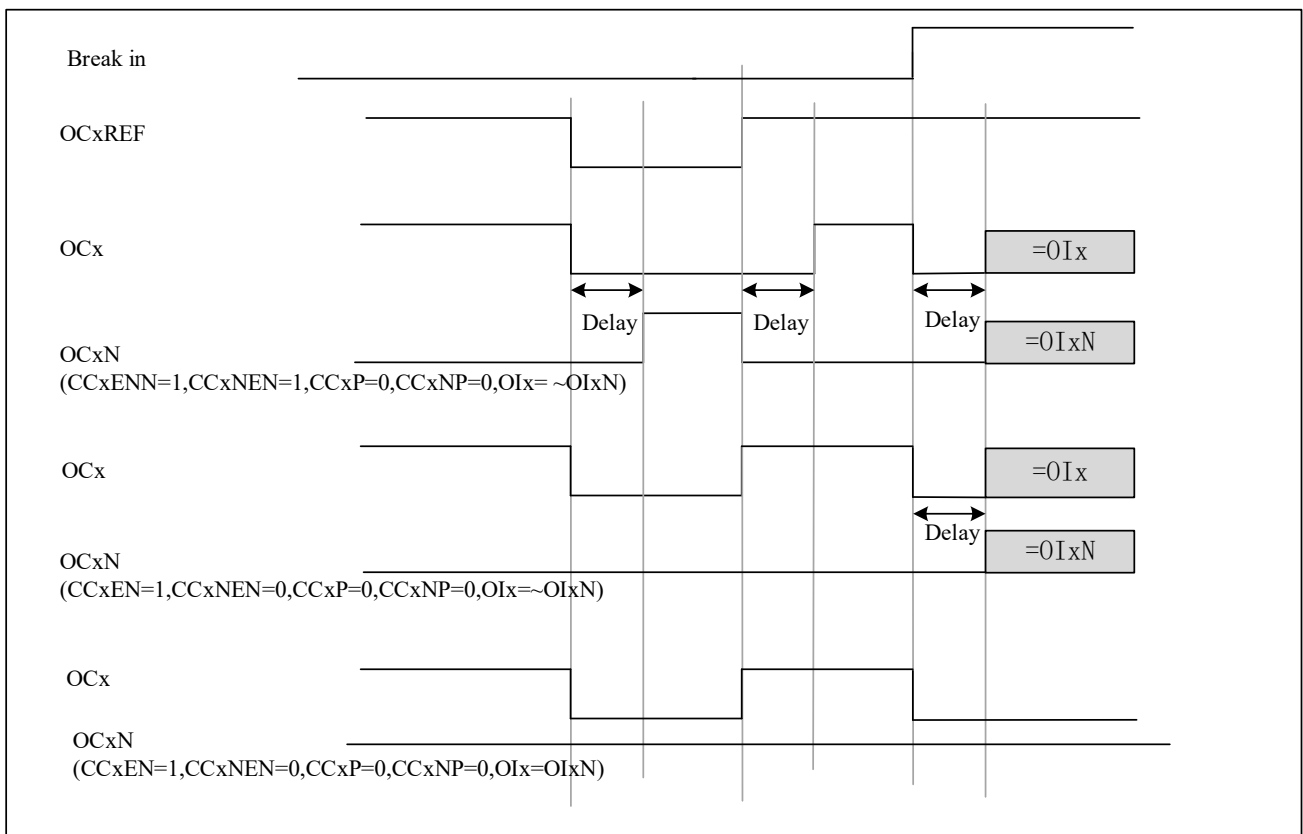 Break in
OCxREF
OCx
=OIx
Delay
Delay
Delay
=OIxN
OCxN
(CCxENN=1,CCxNEN=1,CCxP=0,CCxNP=0,OIx= ~OIxN)
OCx
=OIx
Delay
=OIxN
OCxN
(CCxEN=1,CCxNEN=0,CCxP=0,CCxNP=0,OIx=~OIxN)
OCx
OCxN
(CCxEN=1,CCxNEN=0,CCxP=0,CCxNP=0,OIx=OIxN)